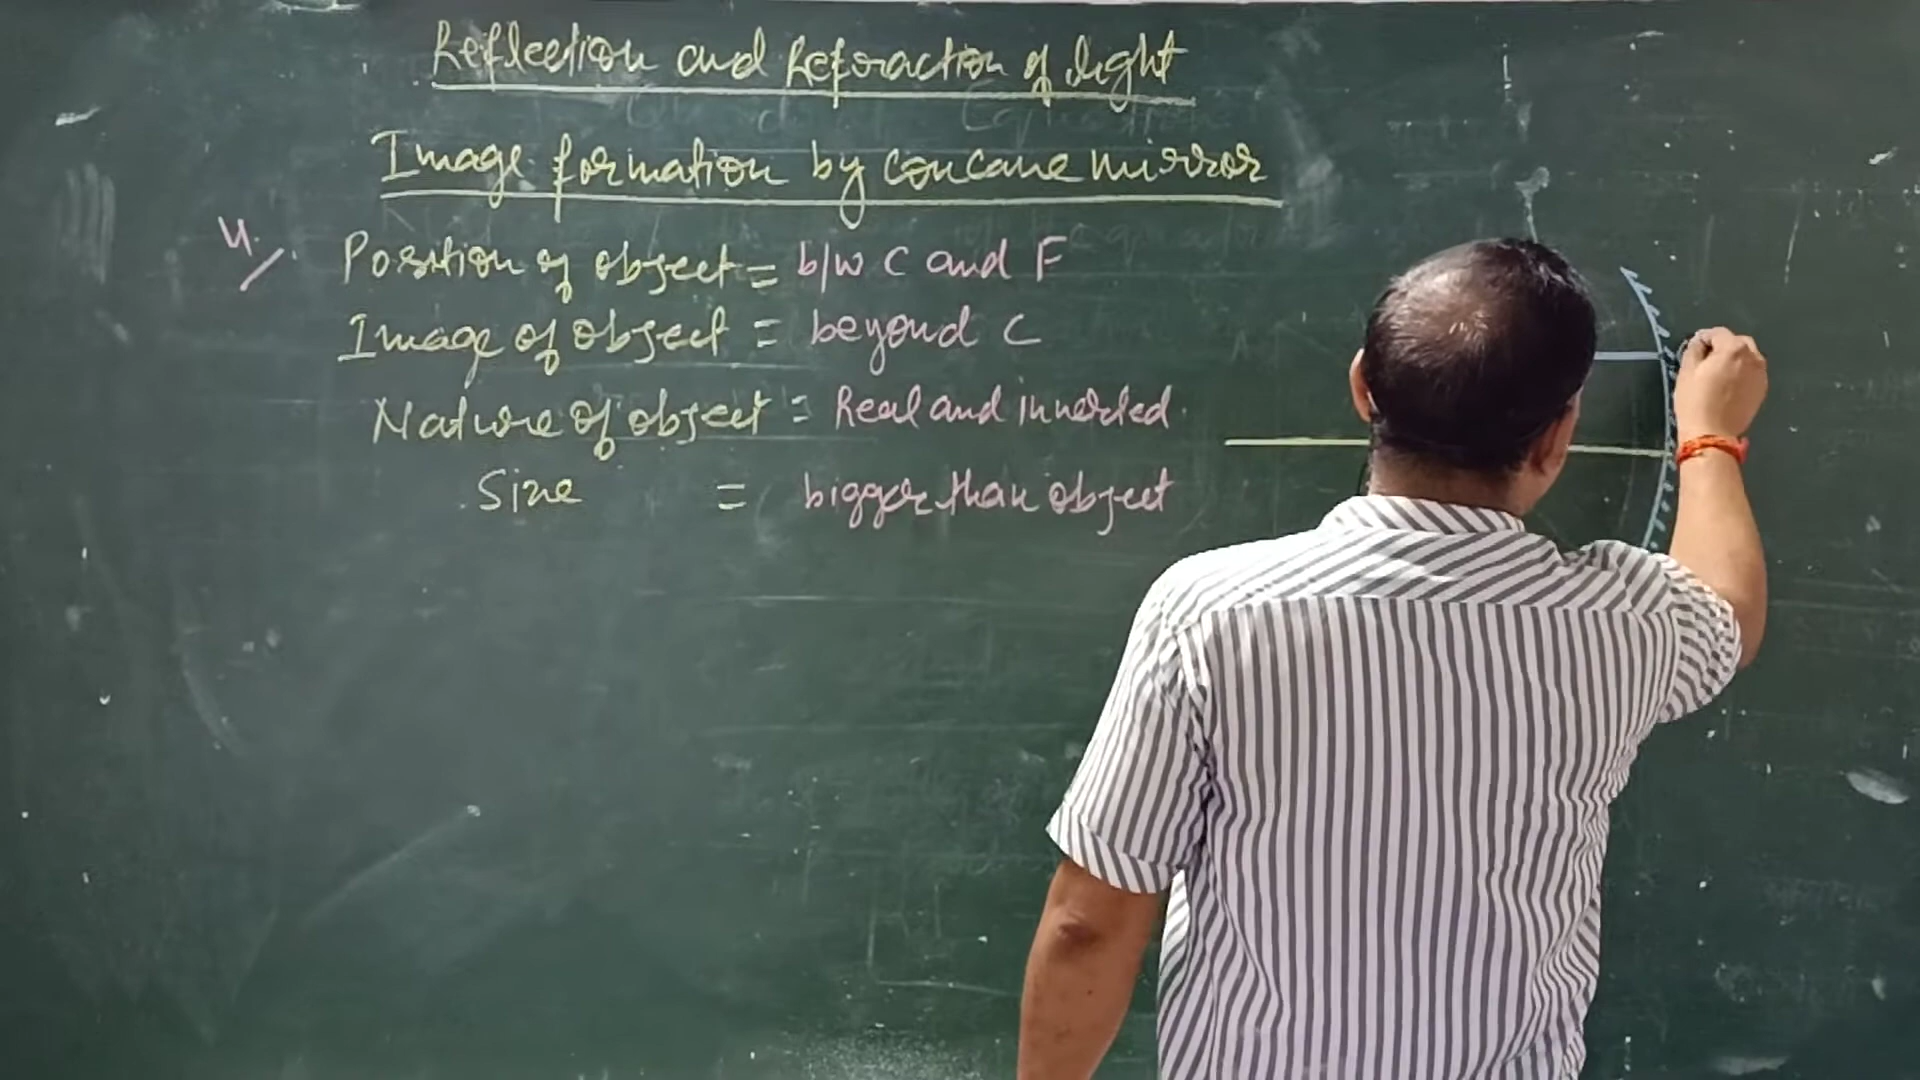 Reflection and Refraction of light
Image formation by concave mirror
4. Position of object = b/w C and F
Image of object = beyond C
Nature of object = Real and inverted
Size = bigger than object